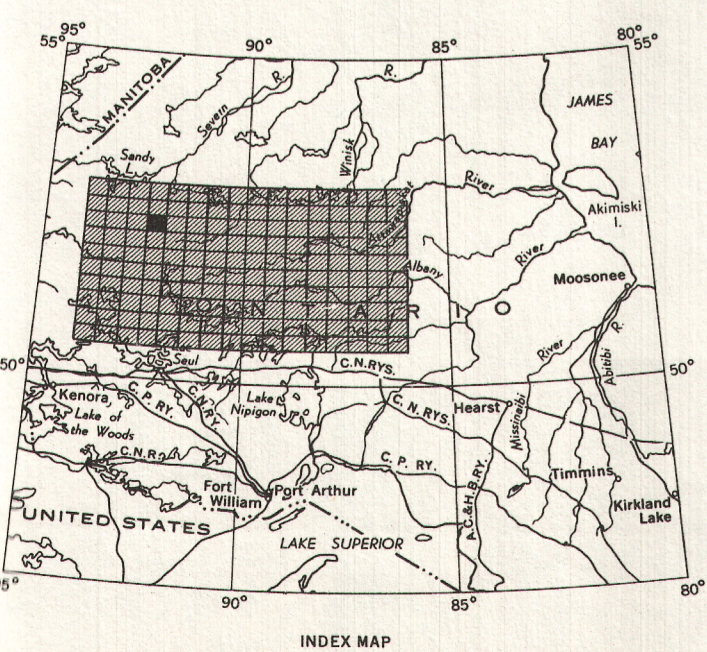 95°
90°
85°
80°
55°
55°
MANITOBA
Severn R.
R.
Winisk
JAMES
BAY
Sandy
L.
Attawapiskat
River
Akimiski
I.
Albany
River
Moosonee
O N T A R I O
Seul
C.N.RYS.
50°
50°
River
Abitibi
R.
Kenora
C. P. RY.
C.N.RY.
Lake
Nipigon
Lake of
the Woods
C. N. RYS.
Hearst
Missinaibi
C.N.R.
C. P. RY.
Fort
William
Port Arthur
A.C.&H.B.RY.
Timmins
Kirkland
Lake
UNITED STATES
LAKE SUPERIOR
95°
90°
85°
80°
INDEX MAP